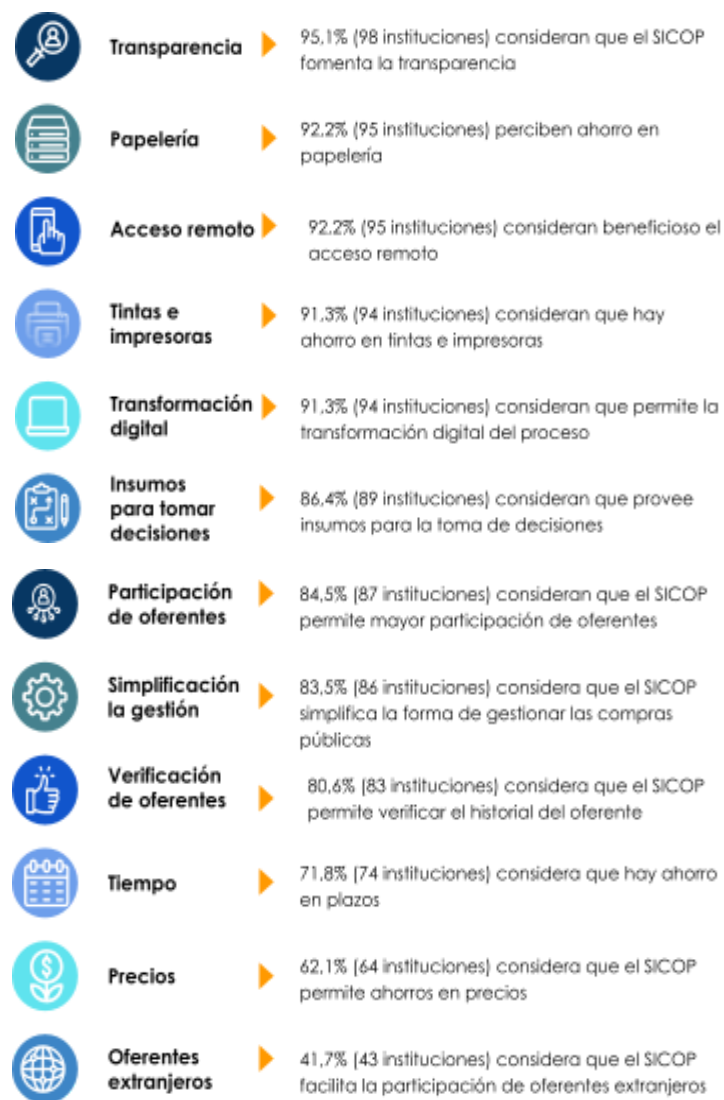 Transparencia
95,1% (98 instituciones) consideran que el SICOP
fomenta la transparencia
Papelería
92,2% (95 instituciones) perciben ahorro en
papelería
Acceso remoto
92,2% (95 instituciones) consideran beneficioso el
acceso remoto
Tintas e
impresoras
91,3% (94 instituciones) consideran que hay
ahorro en tintas e impresoras
Transformación
digital
91,3% (94 instituciones) consideran que permite la
transformación digital del proceso
Insumos
para tomar
decisiones
86,4% (89 instituciones) consideran que provee
insumos para la toma de decisiones
Participación
de oferentes
84,5% (87 instituciones) consideran que el SICOP
permite mayor participación de oferentes
Simplificación
la gestión
83,5% (86 instituciones) considera que el SICOP
simplifica la forma de gestionar las compras
públicas
Verificación
de oferentes
80,6% (83 instituciones) considera que el SICOP
permite verificar el historial del oferente
Tiempo
71,8% (74 instituciones) considera que hay ahorro
en plazos
Precios
62,1% (64 instituciones) considera que el SICOP
permite ahorros en precios
Oferentes
extranjeros
41,7% (43 instituciones) considera que el SICOP
facilita la participación de oferentes extranjeros